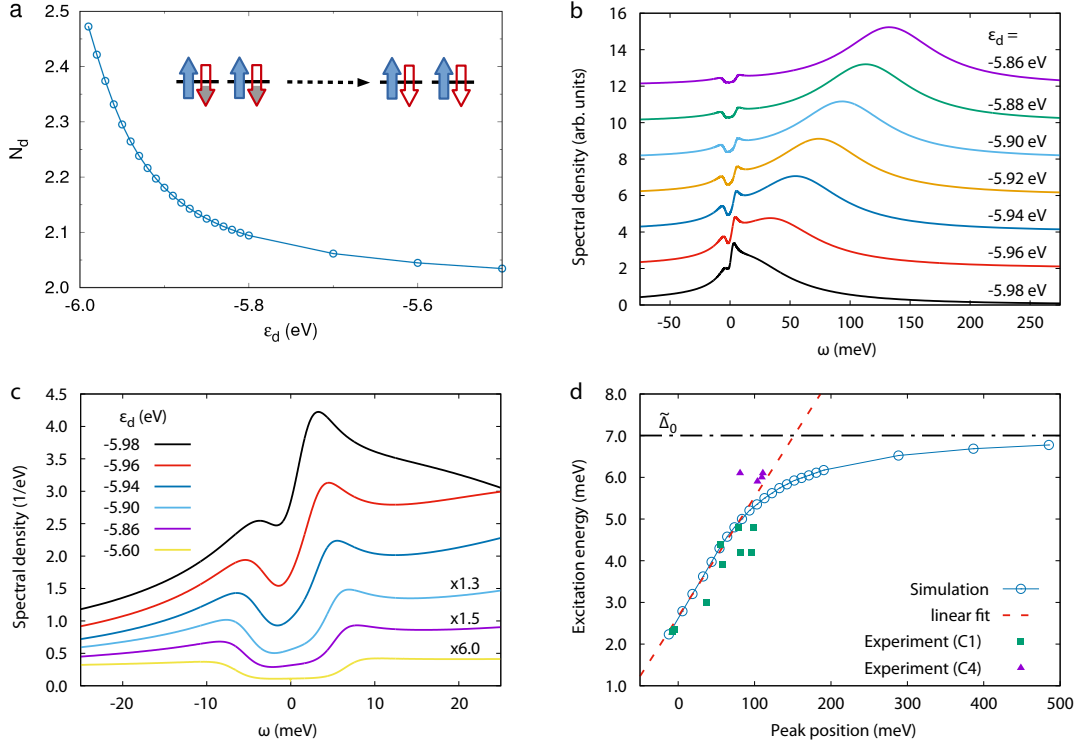 a
N_d
2.5
2.4
2.3
2.2
2.1
2.0
-6.0
-5.8
-5.6
ε_d (eV)
b
Spectral density (arb. units)
16
14
12
10
8
6
4
2
0
ε_d =
-5.86 eV
-5.88 eV
-5.90 eV
-5.92 eV
-5.94 eV
-5.96 eV
-5.98 eV
-50
0
50
100
150
200
250
ω (meV)
c
Spectral density (1/eV)
4.5
4.0
3.5
3.0
2.5
2.0
1.5
1.0
0.5
0.0
ε_d (eV)
-5.98
-5.96
-5.94
-5.90
-5.86
-5.60
x1.3
x1.5
x6.0
-20
-10
0
10
20
ω (meV)
d
Excitation energy (meV)
8.0
7.0
6.0
5.0
4.0
3.0
2.0
1.0
Δ̃_0
Simulation
linear fit
Experiment (C1)
Experiment (C4)
0
100
200
300
400
500
Peak position (meV)